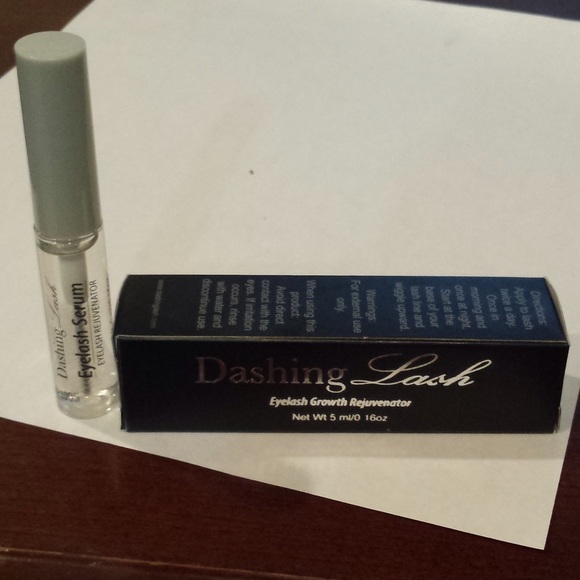 Dashing Lash
Eyelash Serum
EYELASH REJUVENATOR
Directions:
Apply to lash
twice a day.
Once in
morning and
once at night.
Start at the
base of your
lash line and
wiggle upward.
Warnings:
For external use
only.
When using this
product:
Avoid direct
contact with the
eyes. If irritation
occurs, rinse
with water and
discontinue use.
Dashing Lash
Eyelash Growth Rejuvenator
Net Wt 5 ml/0.16oz